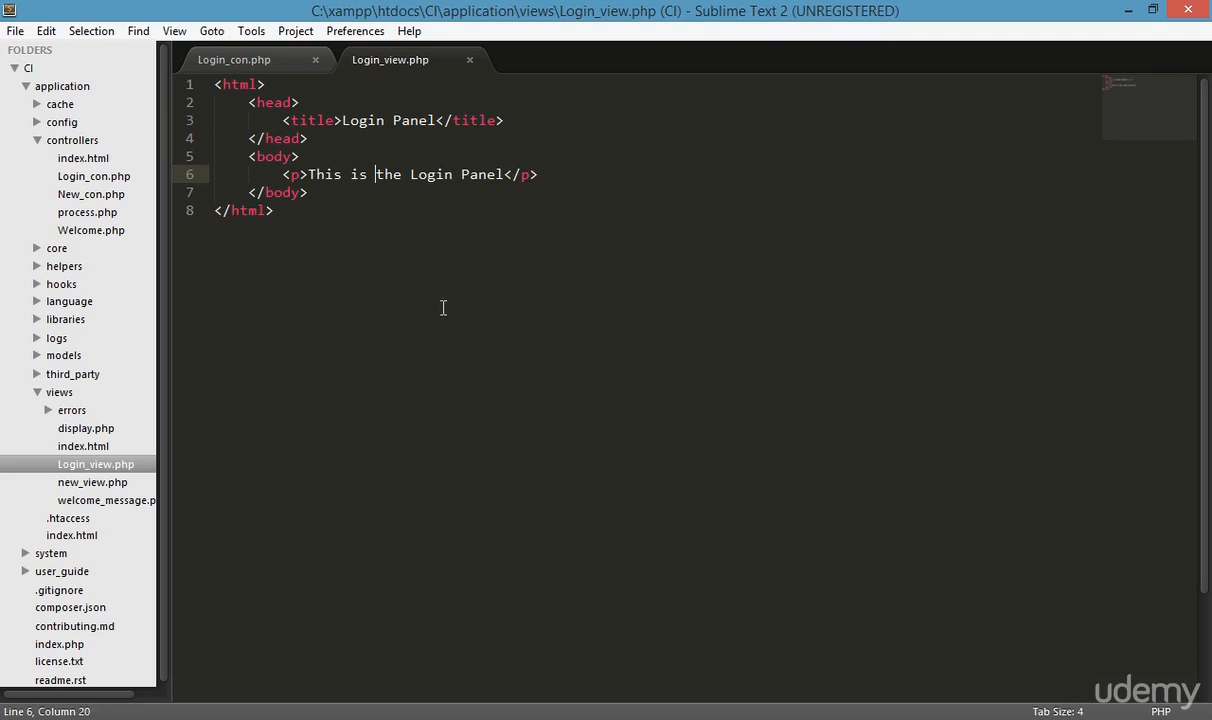 C:\xampp\htdocs\CI\application\views\Login_view.php (CI) - Sublime Text 2 (UNREGISTERED)
File Edit Selection Find View Goto Tools Project Preferences Help
FOLDERS
CI
application
cache
config
controllers
index.html
Login_con.php
New_con.php
process.php
Welcome.php
core
helpers
hooks
language
libraries
logs
models
third_party
views
errors
display.php
index.html
Login_view.php
new_view.php
welcome_message.p
.htaccess
index.html
system
user_guide
.gitignore
composer.json
contributing.md
index.php
license.txt
readme.rst
Login_con.php × Login_view.php ×
1 <html>
2 <head>
3 <title>Login Panel</title>
4 </head>
5 <body>
6 <p>This is the Login Panel</p>
7 </body>
8 </html>
udemy
Line 6, Column 20 Tab Size: 4 PHP